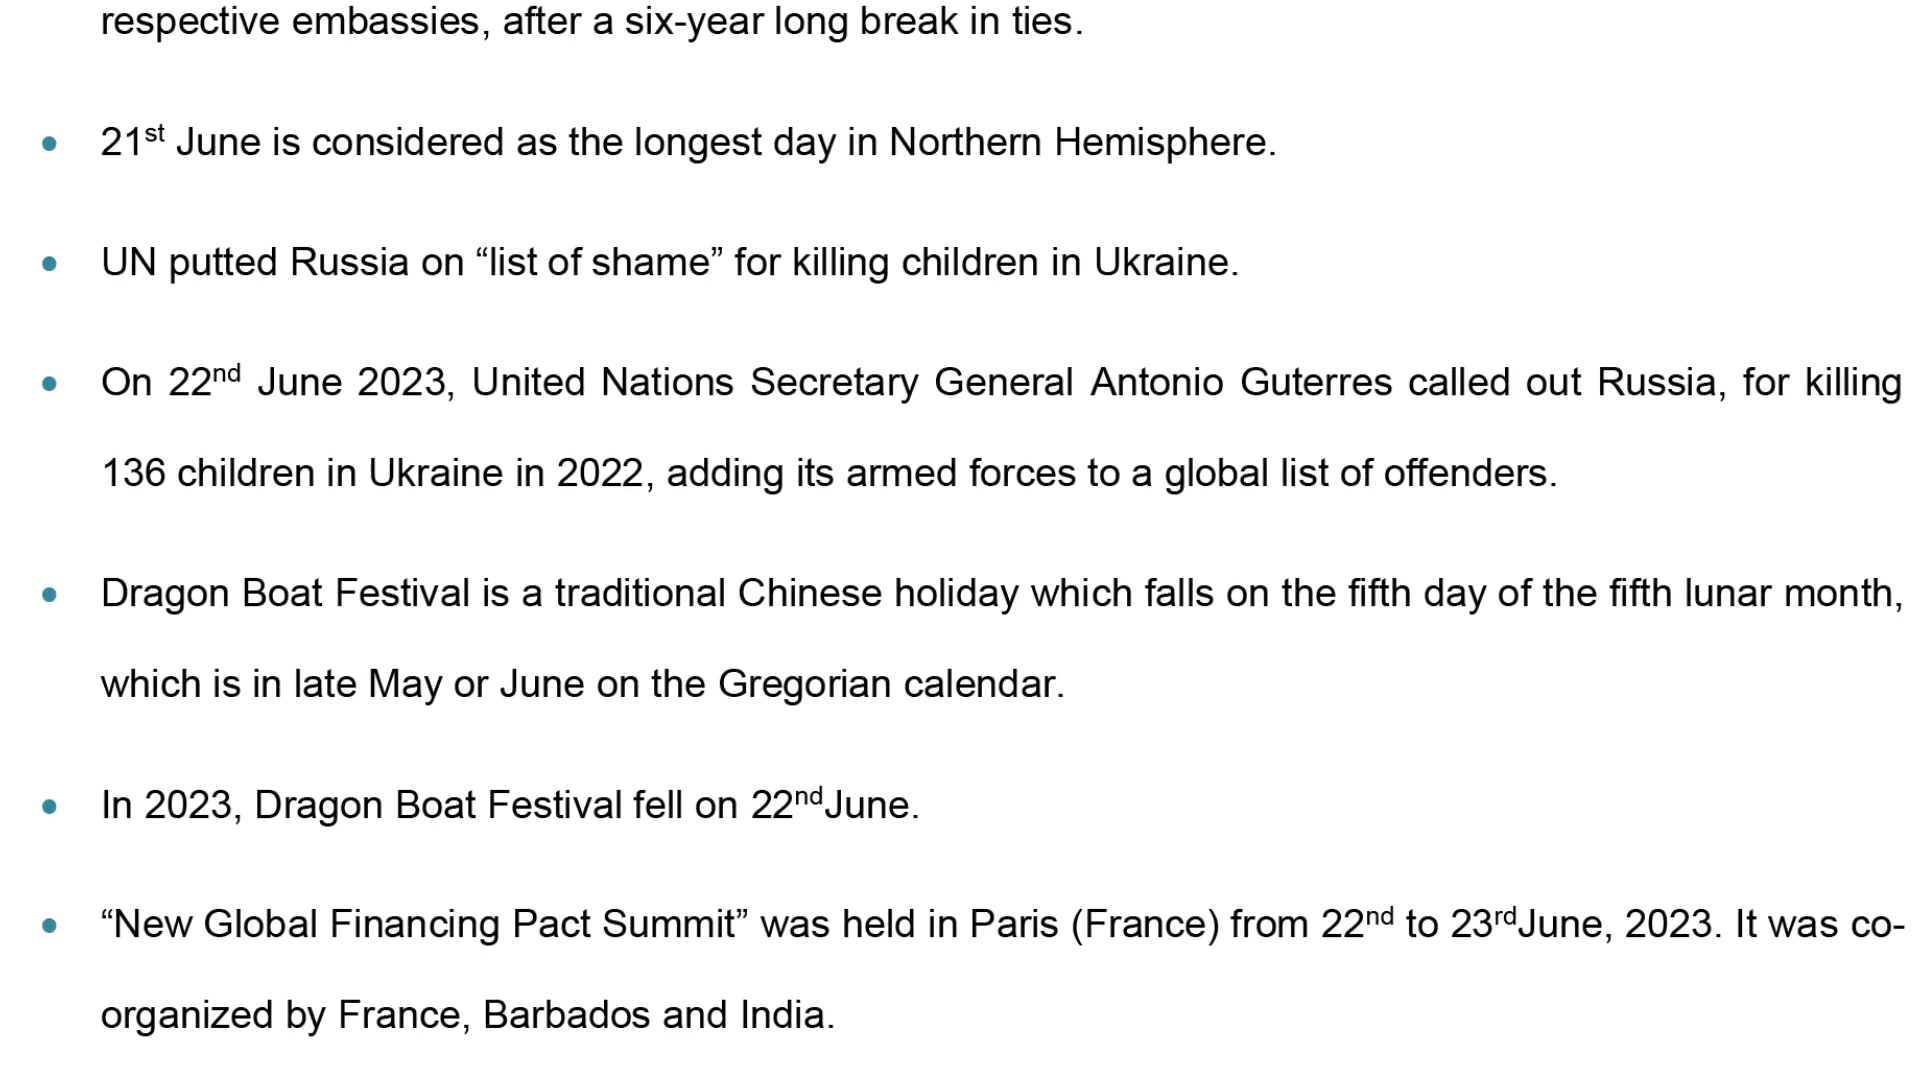 respective embassies, after a six-year long break in ties.
• 21st June is considered as the longest day in Northern Hemisphere.
• UN putted Russia on “list of shame” for killing children in Ukraine.
• On 22nd June 2023, United Nations Secretary General Antonio Guterres called out Russia, for killing
136 children in Ukraine in 2022, adding its armed forces to a global list of offenders.
• Dragon Boat Festival is a traditional Chinese holiday which falls on the fifth day of the fifth lunar month,
which is in late May or June on the Gregorian calendar.
• In 2023, Dragon Boat Festival fell on 22ndJune.
• “New Global Financing Pact Summit” was held in Paris (France) from 22nd to 23rdJune, 2023. It was co-
organized by France, Barbados and India.